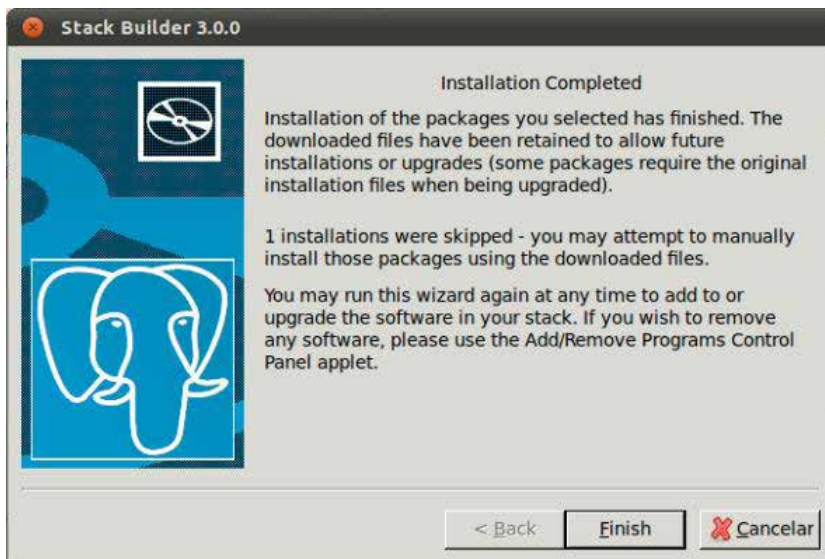 Stack Builder 3.0.0
Installation Completed
Installation of the packages you selected has finished. The
downloaded files have been retained to allow future
installations or upgrades (some packages require the original
installation files when being upgraded).
1 installations were skipped - you may attempt to manually
install those packages using the downloaded files.
You may run this wizard again at any time to add to or
upgrade the software in your stack. If you wish to remove
any software, please use the Add/Remove Programs Control
Panel applet.
< Back Finish Cancelar